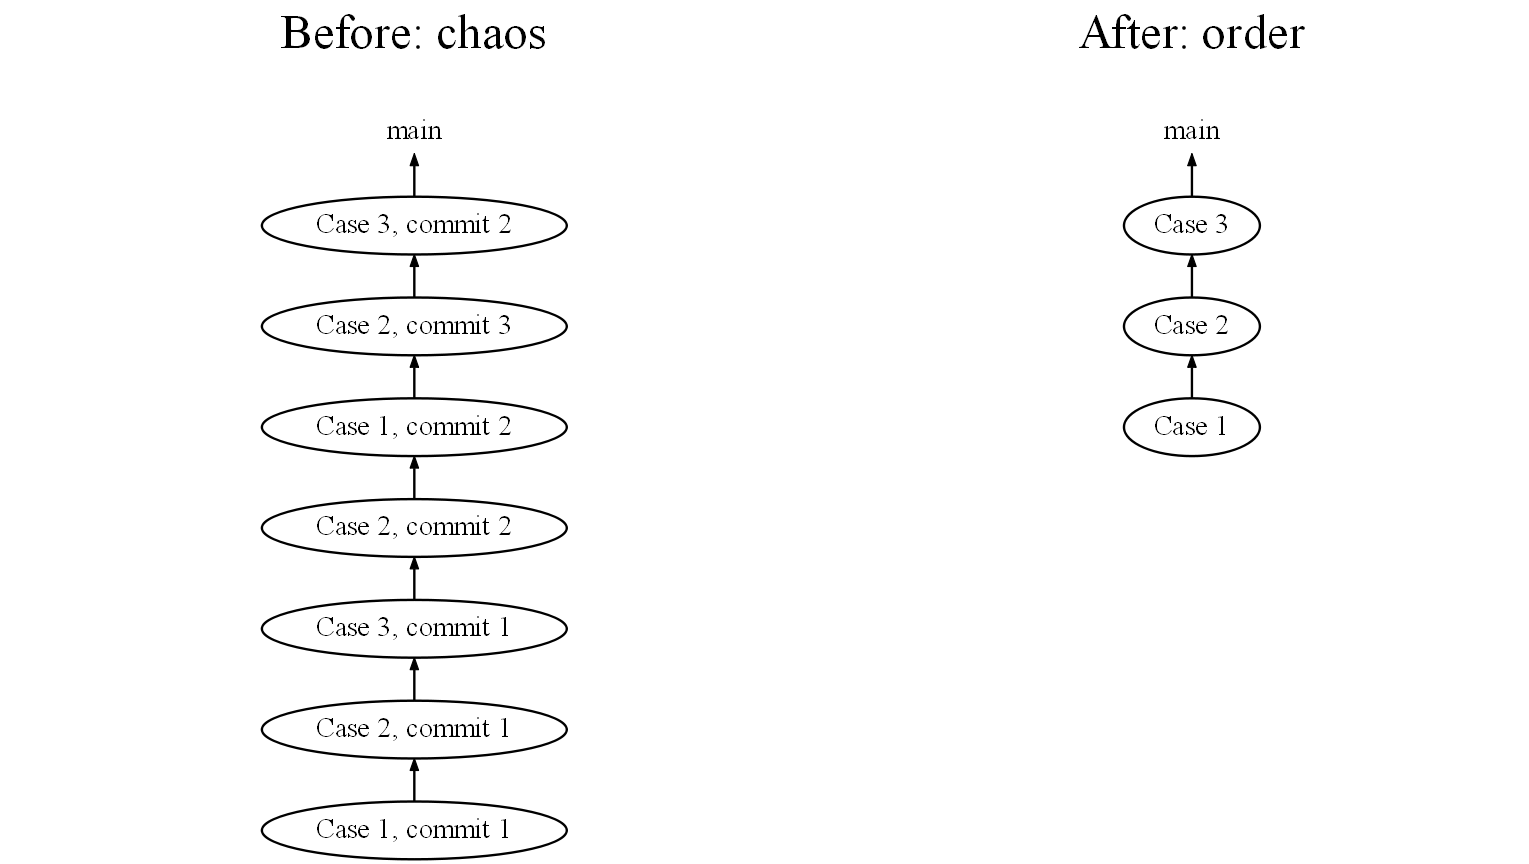 Before: chaos
main
Case 3, commit 2
Case 2, commit 3
Case 1, commit 2
Case 2, commit 2
Case 3, commit 1
Case 2, commit 1
Case 1, commit 1
After: order
main
Case 3
Case 2
Case 1